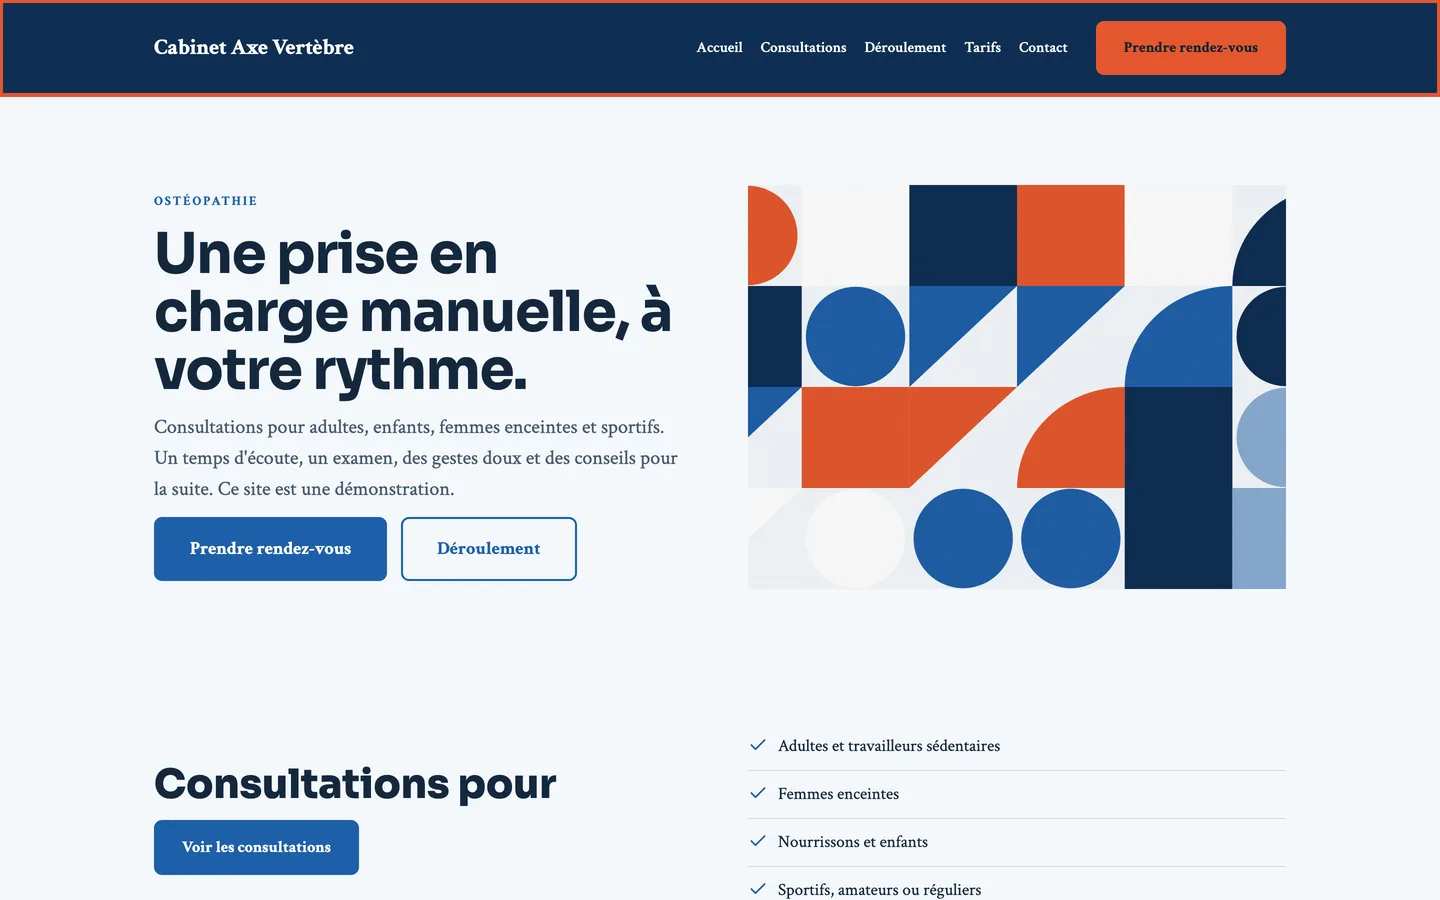 Cabinet Axe Vertèbre
Accueil
Consultations
Déroulement
Tarifs
Contact
Prendre rendez-vous
OSTÉOPATHIE
Une prise en
charge manuelle, à
votre rythme.
Consultations pour adultes, enfants, femmes enceintes et sportifs.
Un temps d'écoute, un examen, des gestes doux et des conseils pour
la suite. Ce site est une démonstration.
Prendre rendez-vous
Déroulement
Consultations pour
Voir les consultations
Adultes et travailleurs sédentaires
Femmes enceintes
Nourrissons et enfants
Sportifs, amateurs ou réguliers